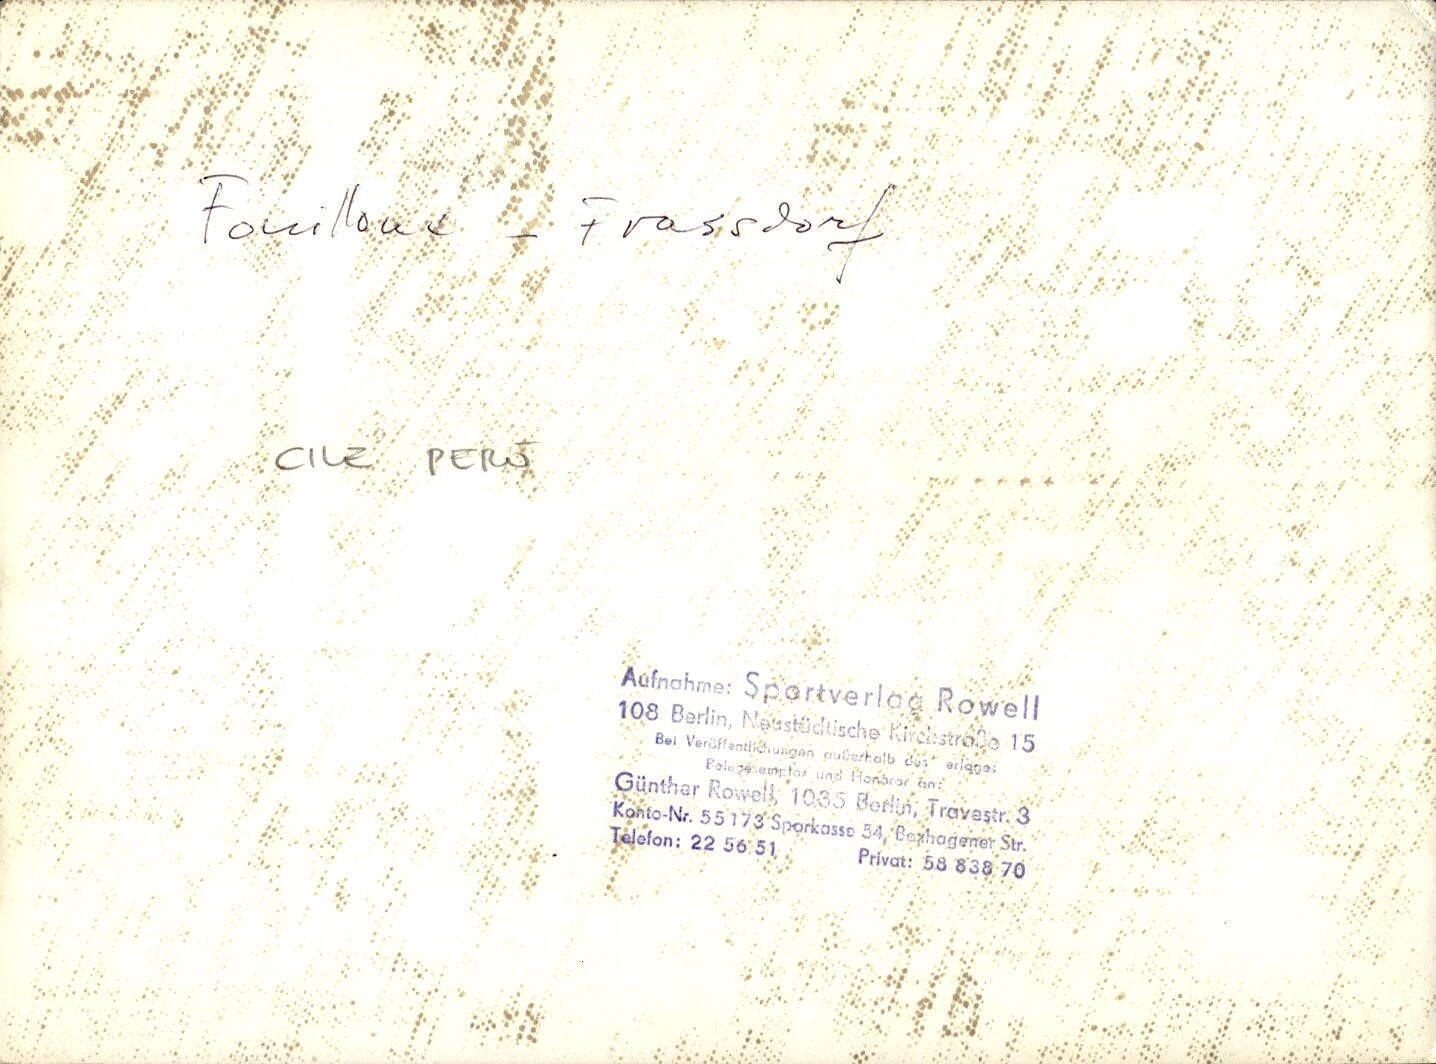 Fouilloux - Frassdorf
CILE PERÙ
Aufnahme: Sportverlag Rowell
108 Berlin, Neustädtische Kirchstraße 15
Bei Veröffentlichungen außerhalb des erlages
Belegexemplar und Honorar an:
Günther Rowell, 1035 Berlin, Travestr. 3
Konto-Nr. 55 173 Sparkasse 54, Boxhagener Str.
Telefon: 22 56 51 Privat: 58 838 70